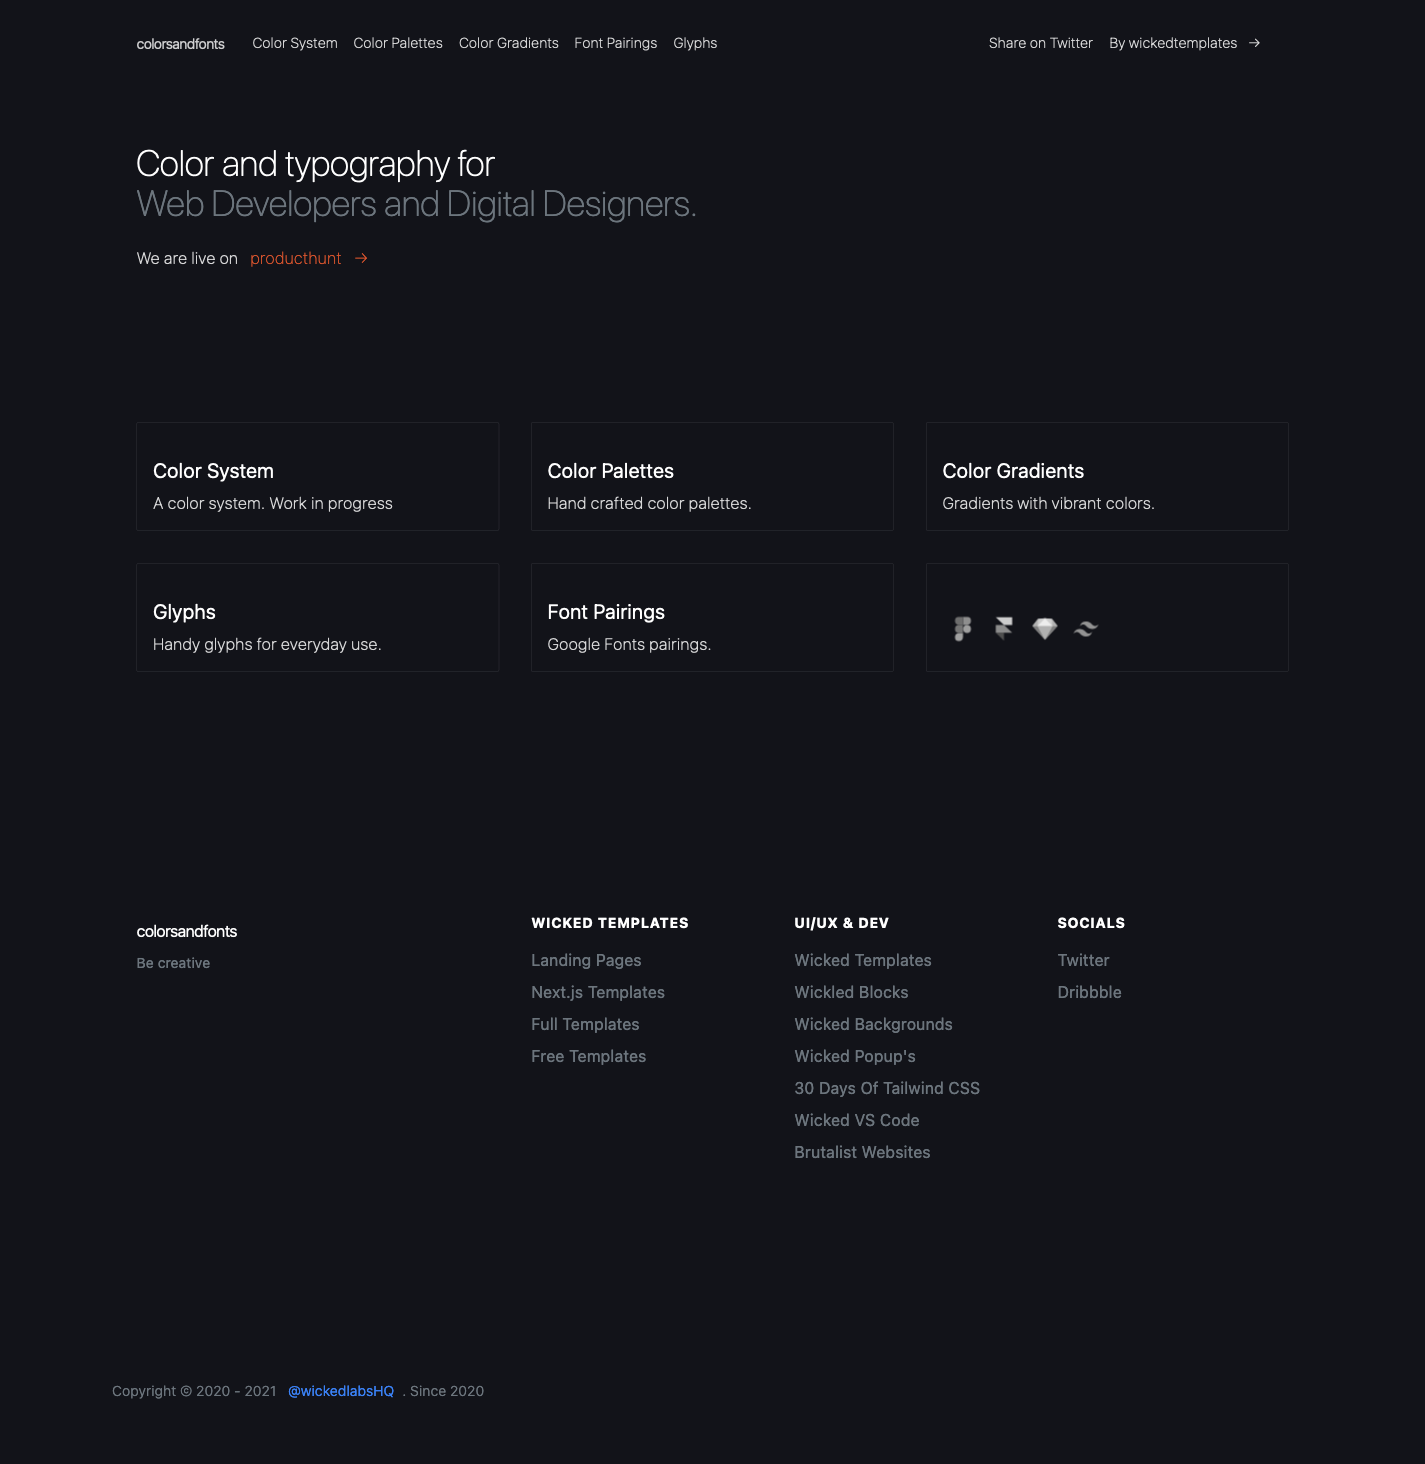 colorsandfonts Color System Color Palettes Color Gradients Font Pairings Glyphs Share on Twitter By wickedtemplates →
Color and typography for
Web Developers and Digital Designers.
We are live on producthunt →
Color System
A color system. Work in progress
Color Palettes
Hand crafted color palettes.
Color Gradients
Gradients with vibrant colors.
Glyphs
Handy glyphs for everyday use.
Font Pairings
Google Fonts pairings.
colorsandfonts
Be creative
WICKED TEMPLATES
Landing Pages
Next.js Templates
Full Templates
Free Templates
UI/UX & DEV
Wicked Templates
Wickled Blocks
Wicked Backgrounds
Wicked Popup's
30 Days Of Tailwind CSS
Wicked VS Code
Brutalist Websites
SOCIALS
Twitter
Dribbble
Copyright © 2020 - 2021 @wickedlabsHQ . Since 2020